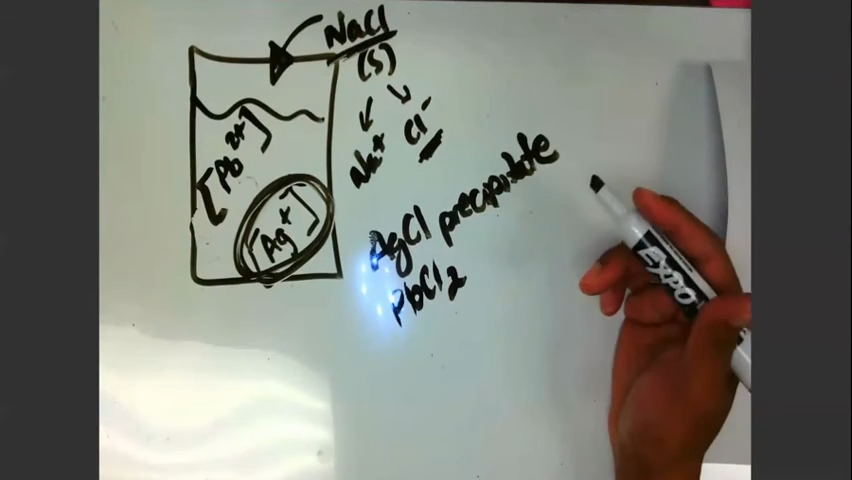 NaCl
(S)
Na+ Cl-
[Pb2+]
[Ag+]
AgCl precipitate
PbCl2
EXPO